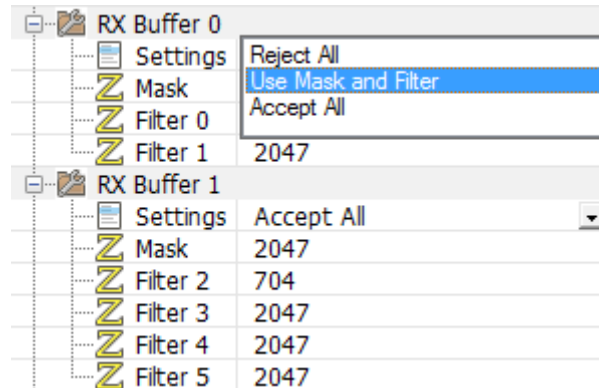 RX Buffer 0
Settings Reject All
Mask Use Mask and Filter
Filter 0 Accept All
Filter 1 2047
RX Buffer 1
Settings Accept All
Mask 2047
Filter 2 704
Filter 3 2047
Filter 4 2047
Filter 5 2047